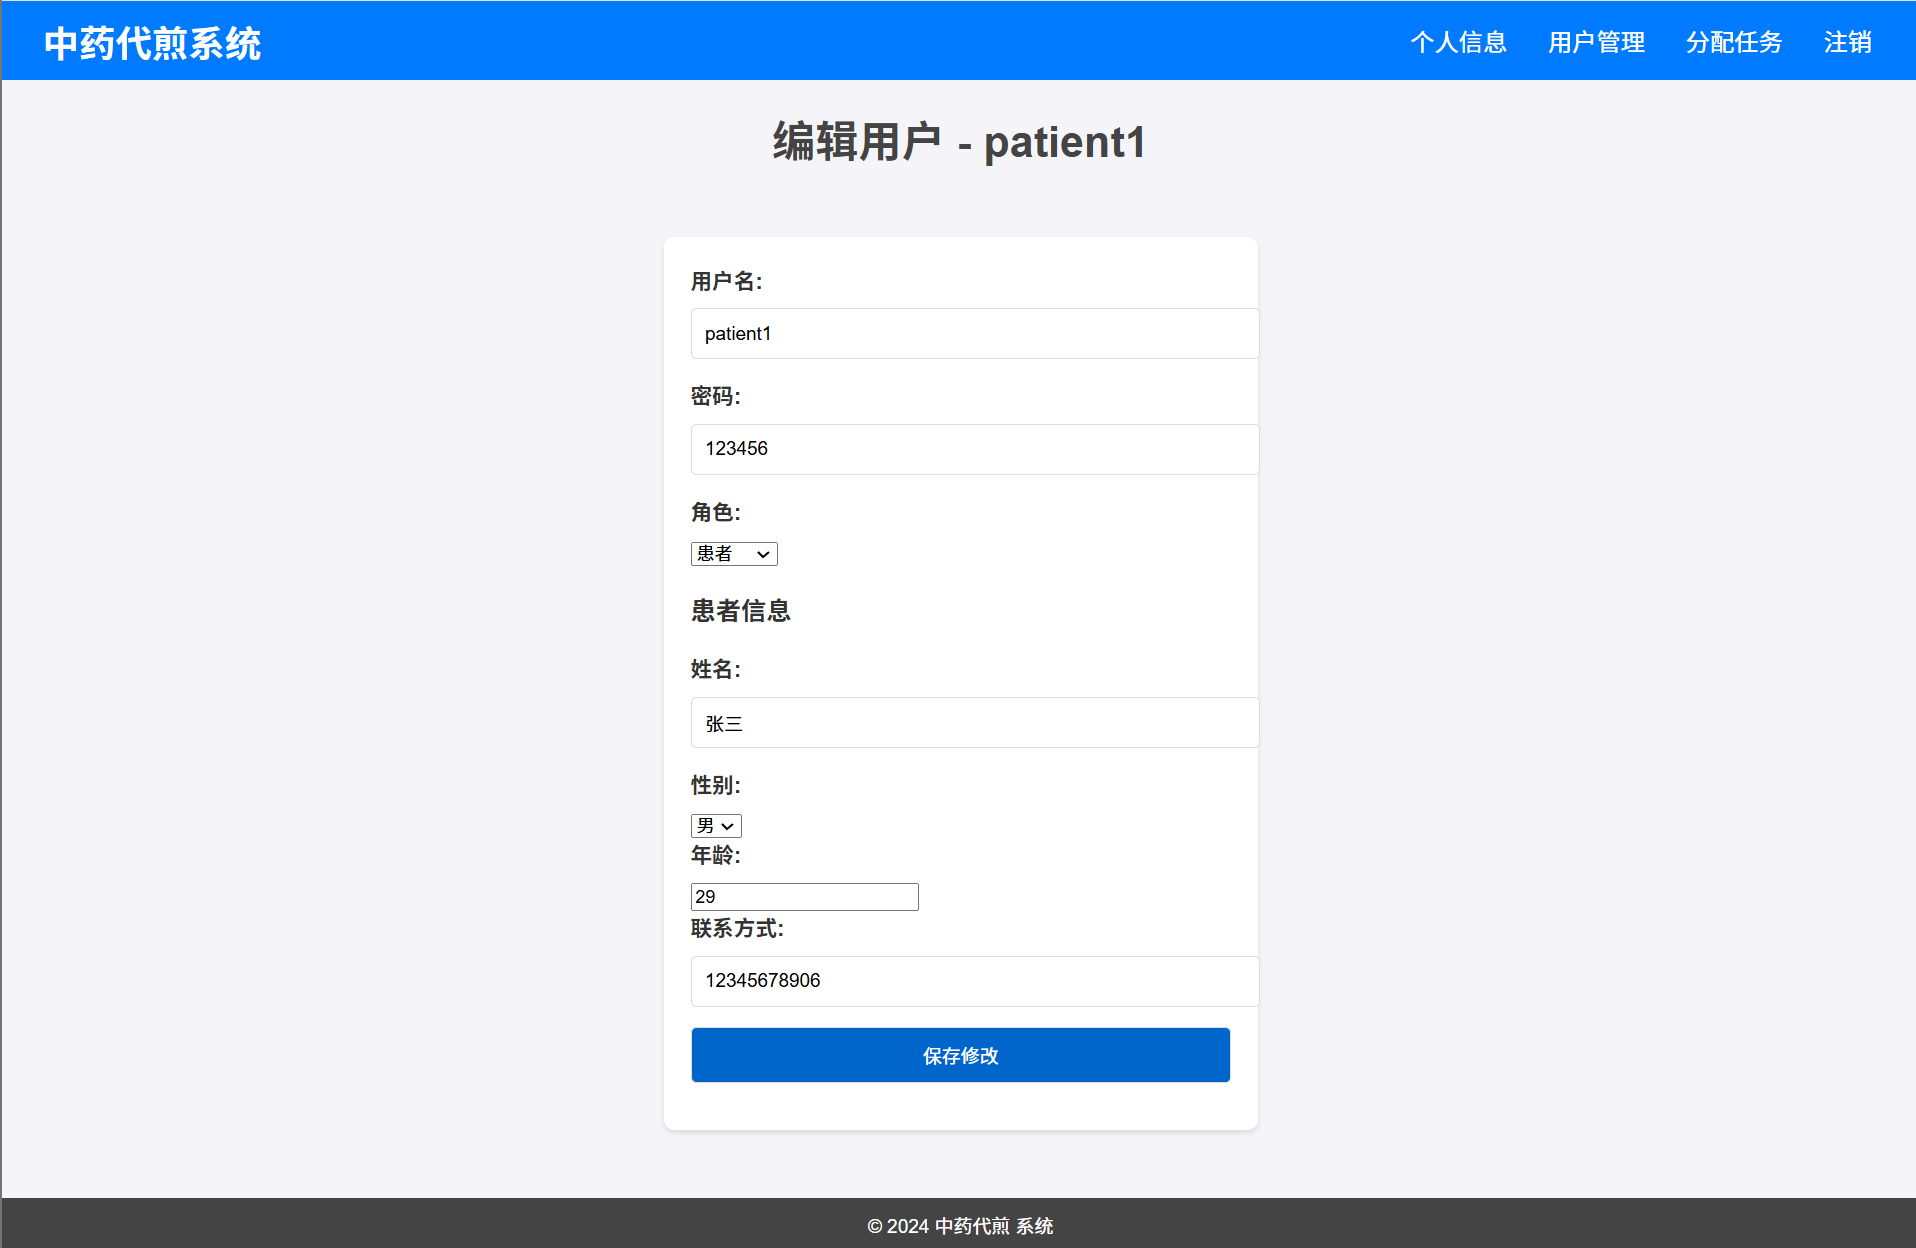 中药代煎系统
个人信息 用户管理 分配任务 注销
编辑用户 - patient1
用户名:
patient1
密码:
123456
角色:
患者
患者信息
姓名:
张三
性别:
男
年龄:
29
联系方式:
12345678906
保存修改
© 2024 中药代煎 系统